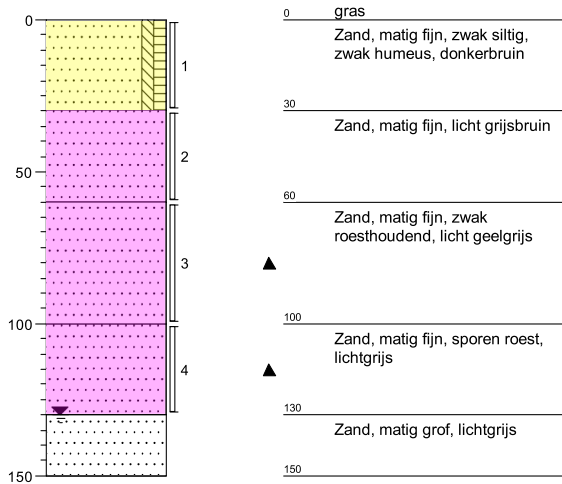 0
50
100
150
1
2
3
4
0
gras
Zand, matig fijn, zwak siltig,
zwak humeus, donkerbruin
30
Zand, matig fijn, licht grijsbruin
60
Zand, matig fijn, zwak
roesthoudend, licht geelgrijs
100
Zand, matig fijn, sporen roest,
lichtgrijs
130
Zand, matig grof, lichtgrijs
150